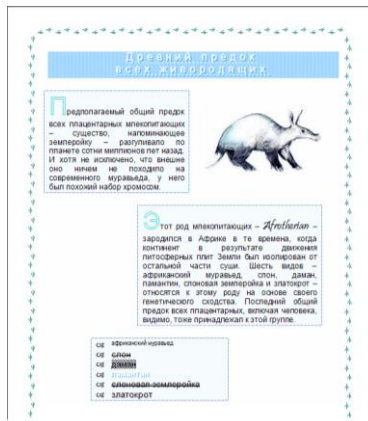 Древний предок
всех живородящих
Предполагаемый общий предок
всех плацентарных млекопитающих
– существо, напоминающее
землеройку – разгуливало по
планете сотни миллионов лет назад.
И хотя не исключено, что внешне
оно ничем не походило на
современного муравьеда, у него
был похожий набор хромосом.
Этот род млекопитающих – Afrotherian –
зародился в Африке в те времена, когда
континент в результате движения
литосферных плит Земли был изолирован от
остальной части суши. Шесть видов –
африканский муравьед, слон, даман,
ламантин, слоновая землеройка и златокрот –
относятся к этому роду на основе своего
генетического сходства. Последний общий
предок всех плацентарных, включая человека,
видимо, тоже принадлежал к этой группе.
африканский муравьед
слон
даман
ламантин
слоновая землеройка
златокрот